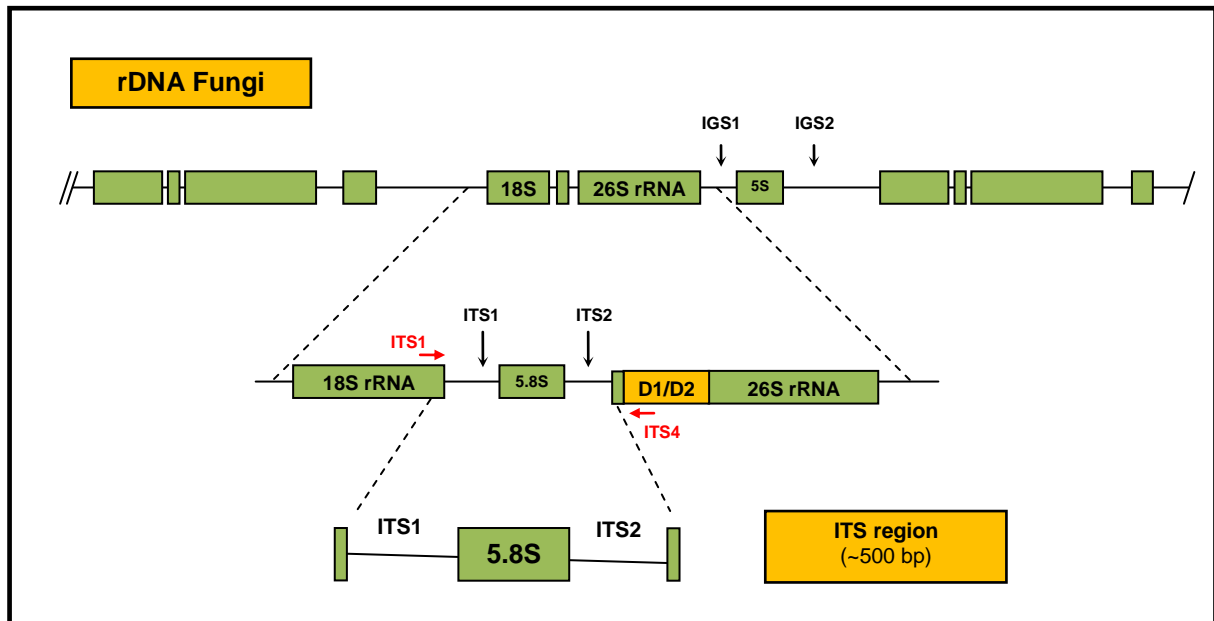 rDNA Fungi
IGS1 IGS2
18S 26S rRNA 5S
ITS1 ITS2
ITS1
18S rRNA 5.8S D1/D2 26S rRNA
ITS4
ITS1 ITS2
5.8S
ITS region
(~500 bp)